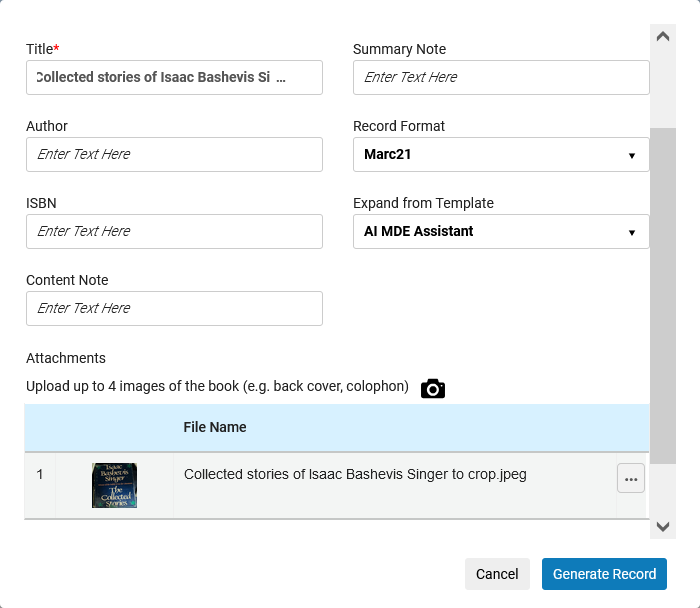 Title*
Collected stories of Isaac Bashevis Si ...
Summary Note
Enter Text Here
Author
Enter Text Here
Record Format
Marc21
ISBN
Enter Text Here
Expand from Template
AI MDE Assistant
Content Note
Enter Text Here
Attachments
Upload up to 4 images of the book (e.g. back cover, colophon)
File Name
1
Isaac
Bashevis
Singer
The
Collected
Stories
Collected stories of Isaac Bashevis Singer to crop.jpeg
...
Cancel
Generate Record